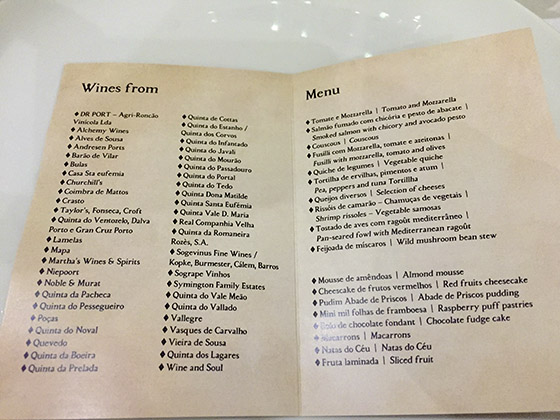 Wines from
♦ DR PORT – Agri-Roncão
Vinícola Lda
♦ Alchemy Wines
♦ Alves de Sousa
♦ Andresen Ports
♦ Barão de Vilar
♦ Bulas
♦ Casa Sta eufemia
♦ Churchill's
♦ Coimbra de Mattos
♦ Crasto
♦ Taylor's, Fonseca, Croft
♦ Quinta do Ventozelo, Dalva
Porto e Gran Cruz Porto
♦ Lamelas
♦ Mapa
♦ Martha's Wines & Spirits
♦ Niepoort
♦ Noble & Murat
♦ Quinta da Pacheca
♦ Quinta do Pessegueiro
♦ Poças
♦ Quinta do Noval
♦ Quevedo
♦ Quinta da Boeira
♦ Quinta da Prelada
♦ Quinta de Cottas
♦ Quinta do Estanho /
Quinta dos Corvos
♦ Quinta do Infantado
♦ Quinta do Javali
♦ Quinta do Mourão
♦ Quinta do Passadouro
♦ Quinta do Portal
♦ Quinta do Tedo
♦ Quinta Dona Matilde
♦ Quinta Santa Eufêmia
♦ Quinta Vale D. Maria
♦ Real Companhia Velha
♦ Quinta da Romaneira
Rozès, S.A.
♦ Sogevinus Fine Wines /
Kopke, Burmester, Cálem, Barros
♦ Sogrape Vinhos
♦ Symington Family Estates
♦ Quinta do Vale Meão
♦ Quinta do Vallado
♦ Vallegre
♦ Vasques de Carvalho
♦ Vieira de Sousa
♦ Quinta dos Lagares
♦ Wine and Soul
Menu
♦ Tomate e Mozzarella | Tomato and Mozzarella
♦ Salmão fumado com chicória e pesto de abacate |
Smoked salmon with chicory and avocado pesto
♦ Couscous | Couscous
♦ Fusilli com Mozzarella, tomate e azeitonas |
Fusilli with mozzarella, tomato and olives
♦ Quiche de legumes | Vegetable quiche
♦ Tortilha de ervilhas, pimentos e atum |
Pea, peppers and tuna Tortillha
♦ Queijos diversos | Selection of cheeses
♦ Rissóis de camarão – Chamuças de vegetais |
Shrimp rissoles – Vegetable samosas
♦ Tostado de aves com ragoût mediterrâneo |
Pan-seared fowl with Mediterranean ragoût
♦ Feijoada de míscaros | Wild mushroom bean stew
♦ Mousse de amêndoas | Almond mousse
♦ Cheescake de frutos vermelhos | Red fruits cheesecake
♦ Pudim Abade de Priscos | Abade de Priscos pudding
♦ Mini mil folhas de framboesa | Raspberry puff pastries
♦ Bolo de chocolate fondant | Chocolate fudge cake
♦ Macarrons | Macarrons
♦ Natas do Céu | Natas do Céu
♦ Fruta laminada | Sliced fruit